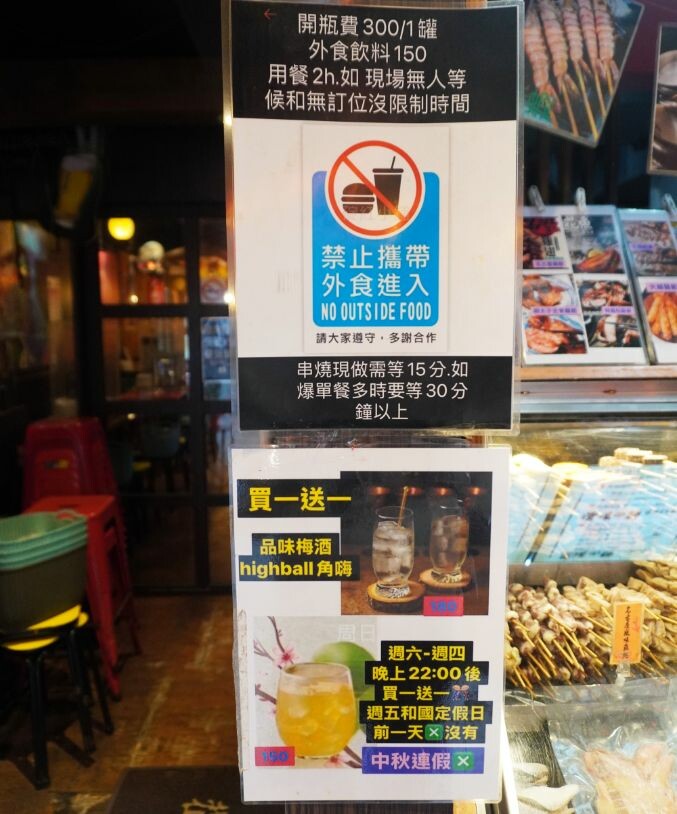 開瓶費300/1罐
外食飲料150
用餐2h.如 現場無人等
候和無訂位沒限制時間
禁止攜帶
外食進入
NO OUTSIDE FOOD
請大家遵守，多謝合作
串燒現做需等15分.如
爆單餐多時要等30分
鐘以上
買一送一
品味梅酒
highball角嗨
周日
週六-週四
晚上22:00後
買一送一
週五和國定假日
前一天❎沒有
150
中秋連假❎